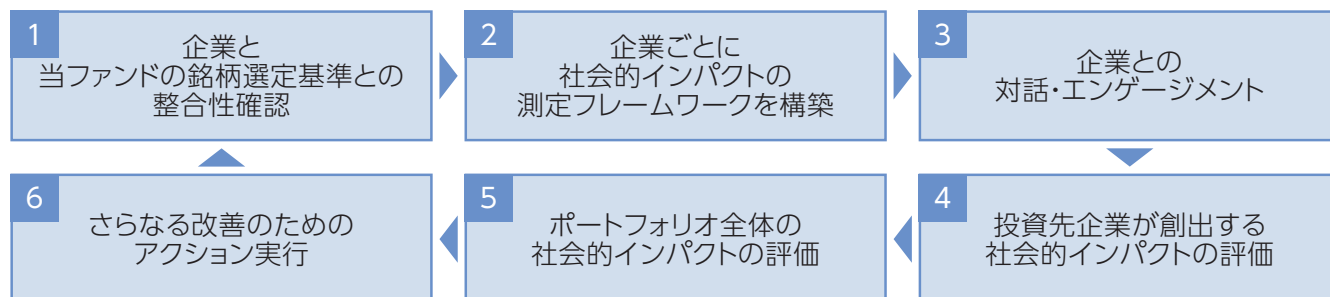 1
企業と
当ファンドの銘柄選定基準との
整合性確認
2
企業ごとに
社会的インパクトの
測定フレームワークを構築
3
企業との
対話・エンゲージメント
4
投資先企業が創出する
社会的インパクトの評価
5
ポートフォリオ全体の
社会的インパクトの評価
6
さらなる改善のための
アクション実行